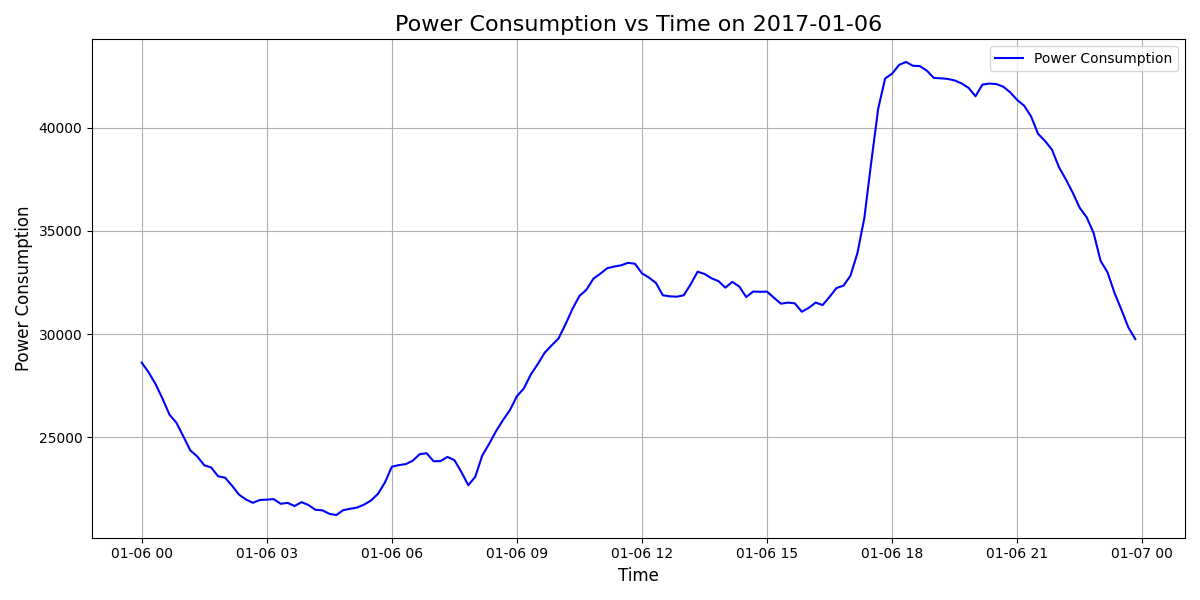 Power Consumption vs Time on 2017-01-06
Power Consumption
40000
35000
30000
25000
Power Consumption
01-06 00 01-06 03 01-06 06 01-06 09 01-06 12 01-06 15 01-06 18 01-06 21 01-07 00
Time